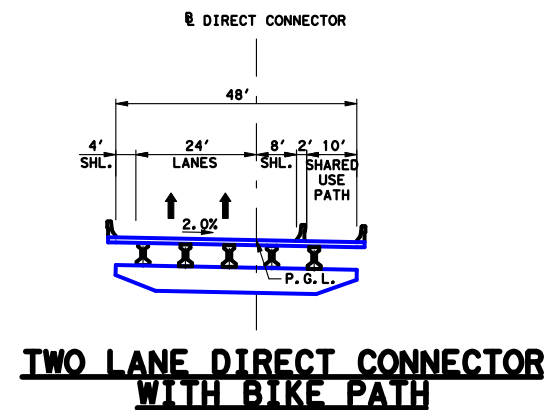 ℄ DIRECT CONNECTOR
48'
4' 24' 8' 2' 10'
SHL. LANES SHL. SHARED
USE
PATH
2.0%
P.G.L.
TWO LANE DIRECT CONNECTOR
WITH BIKE PATH